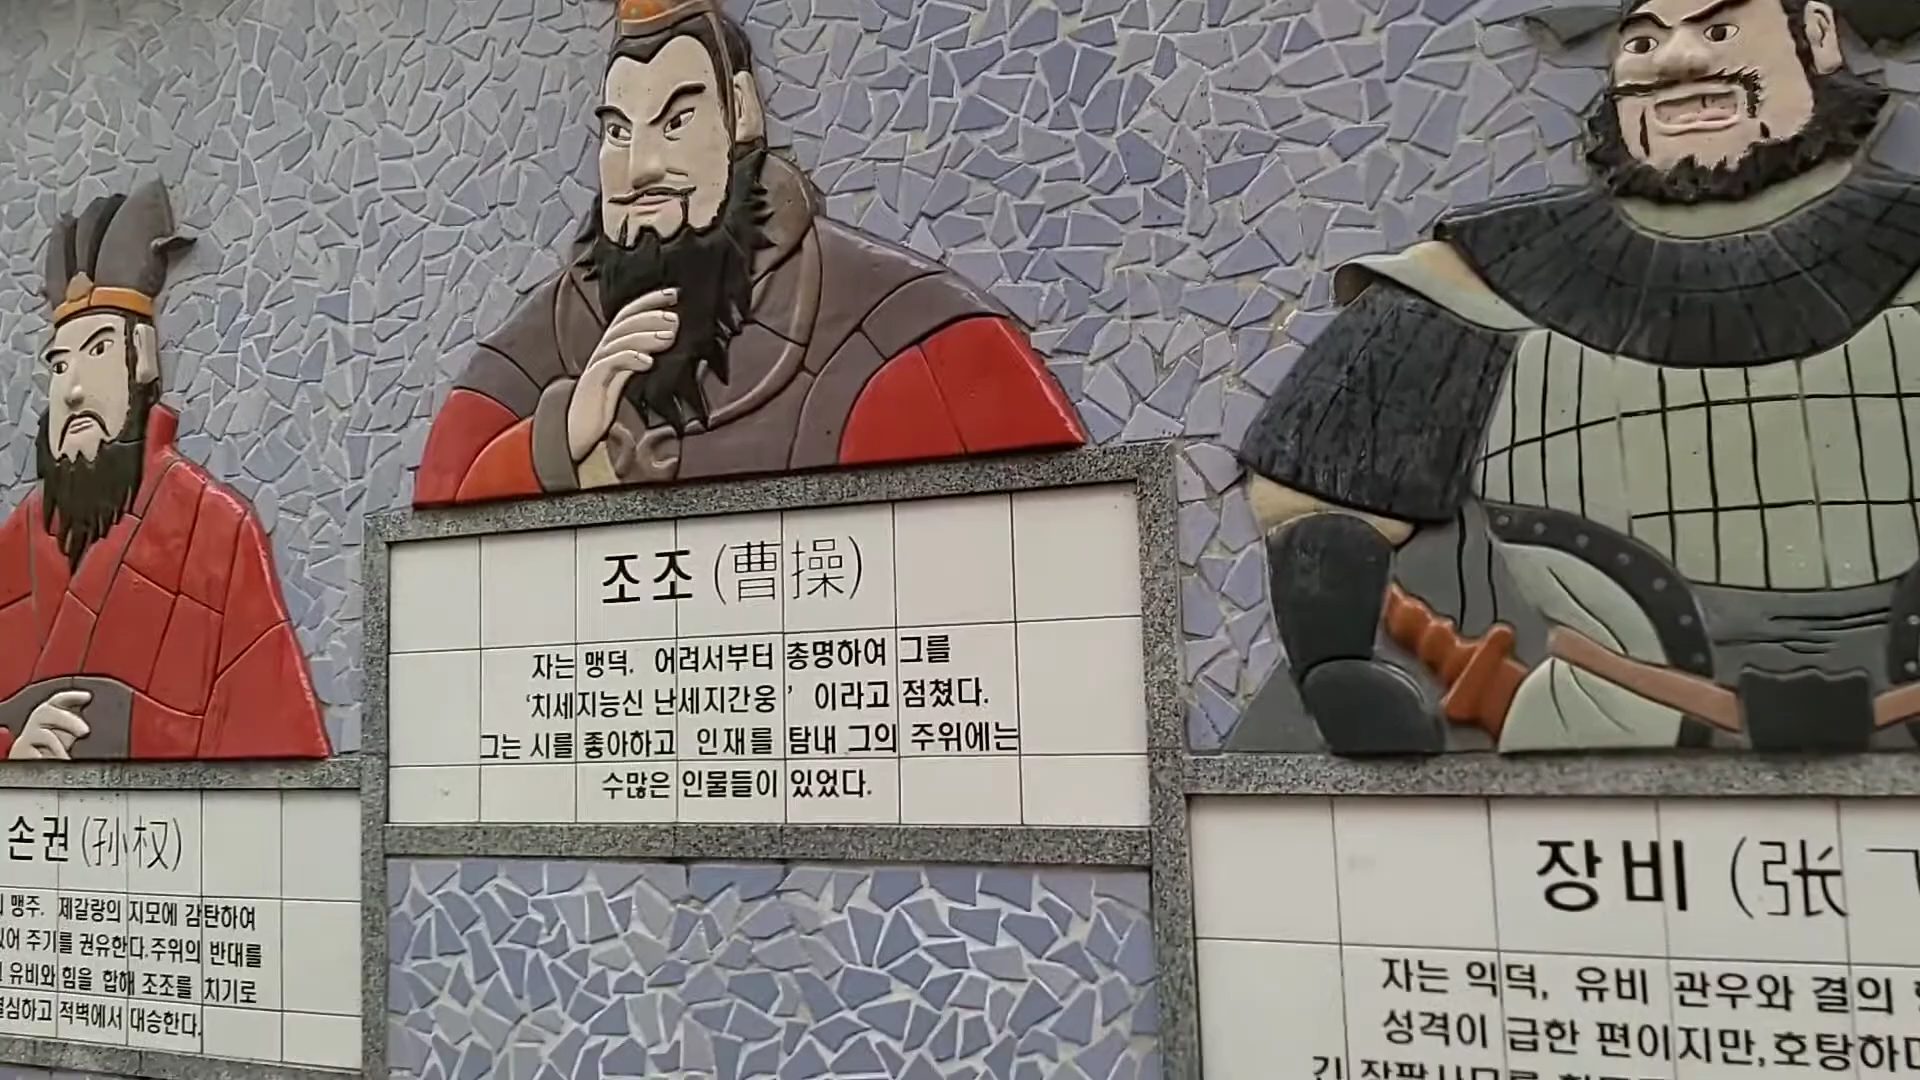 조조 (曹操)
자는 맹덕. 어려서부터 총명하여 그를
‘치세지능신 난세지간웅’ 이라고 점쳤다.
그는 시를 좋아하고 인재를 탐내 그의 주위에는
수많은 인물들이 있었다.
손권 (孙权)
맹주. 제갈량의 지모에 감탄하여
주기를 권유한다.주위의 반대를
유비와 힘을 합해 조조를 치기로
적벽에서 대승한다.
장비 (张
자는 익덕, 유비 관우와 결의
성격이 급한 편이지만,
긴